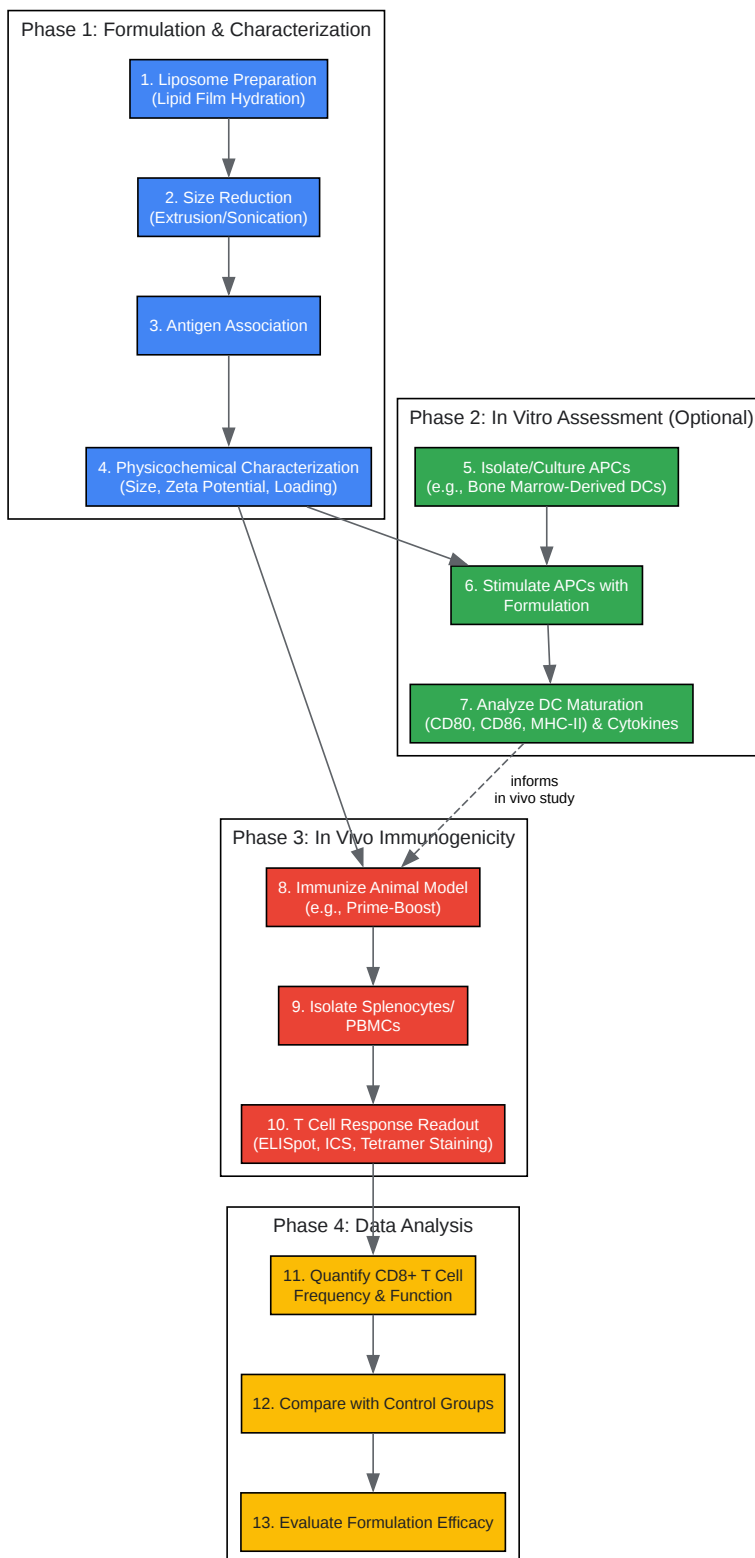 Phase 1: Formulation & Characterization
1. Liposome Preparation
(Lipid Film Hydration)
2. Size Reduction
(Extrusion/Sonication)
3. Antigen Association
4. Physicochemical Characterization
(Size, Zeta Potential, Loading)
Phase 2: In Vitro Assessment (Optional)
5. Isolate/Culture APCs
(e.g., Bone Marrow-Derived DCs)
6. Stimulate APCs with
Formulation
7. Analyze DC Maturation
(CD80, CD86, MHC-II) & Cytokines
informs
in vivo study
Phase 3: In Vivo Immunogenicity
8. Immunize Animal Model
(e.g., Prime-Boost)
9. Isolate Splenocytes/
PBMCs
10. T Cell Response Readout
(ELISpot, ICS, Tetramer Staining)
Phase 4: Data Analysis
11. Quantify CD8+ T Cell
Frequency & Function
12. Compare with Control Groups
13. Evaluate Formulation Efficacy